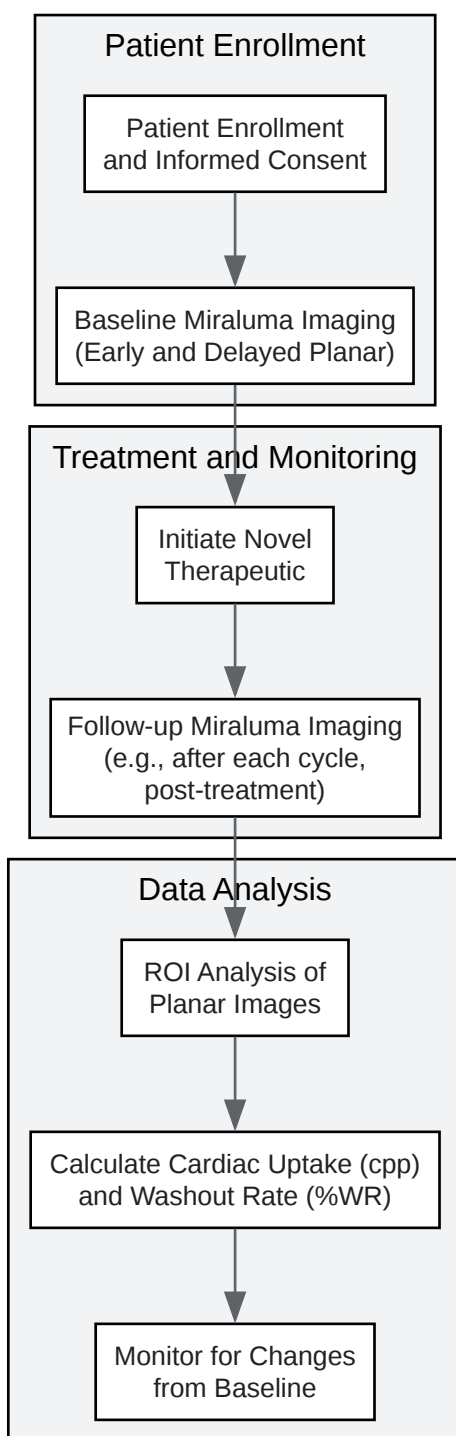 Patient Enrollment
Patient Enrollment
and Informed Consent
Baseline Miraluma Imaging
(Early and Delayed Planar)
Treatment and Monitoring
Initiate Novel
Therapeutic
Follow-up Miraluma Imaging
(e.g., after each cycle,
post-treatment)
Data Analysis
ROI Analysis of
Planar Images
Calculate Cardiac Uptake (cpp)
and Washout Rate (%WR)
Monitor for Changes
from Baseline